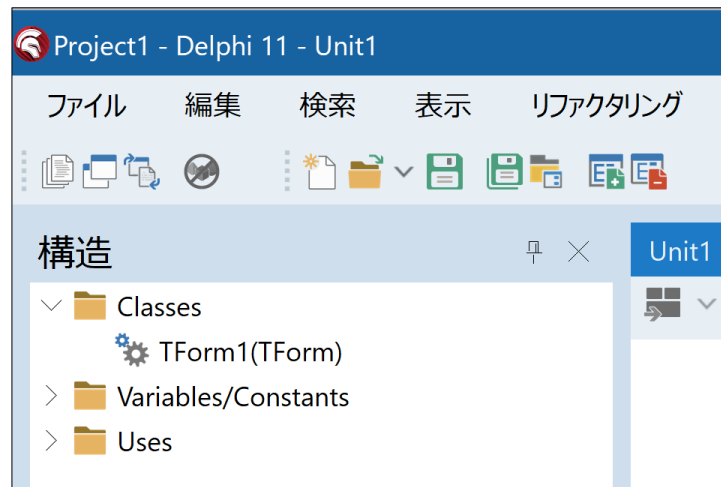 Project1 - Delphi 11 - Unit1
ファイル 編集 検索 表示 リファクタリング
構造
Unit1
Classes
TForm1(TForm)
Variables/Constants
Uses